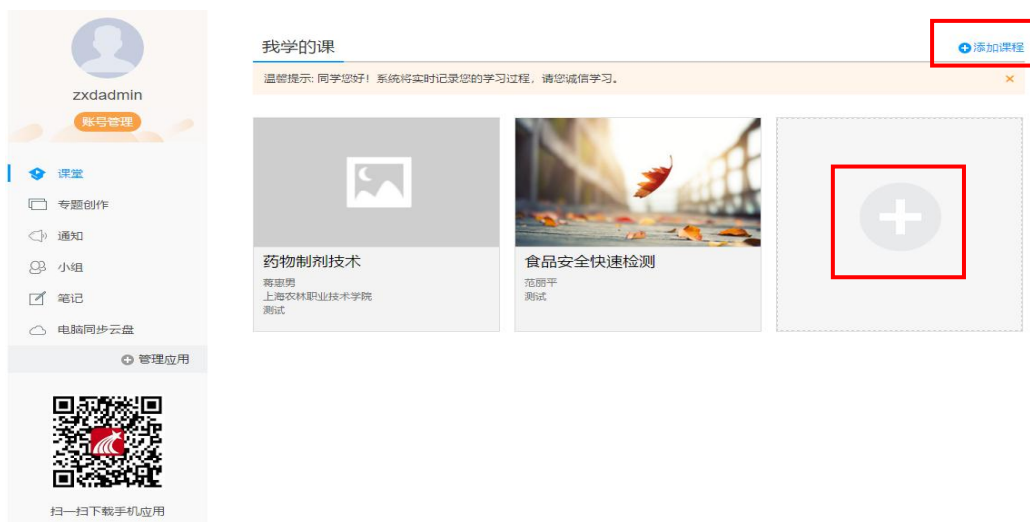 zxdadmin
账号管理
课堂
专题创作
通知
小组
笔记
电脑同步云盘
管理应用
扫一扫下载手机应用
我学的课
添加课程
温馨提示: 同学您好！系统将实时记录您的学习过程，请您诚信学习。
药物制剂技术
蒋思男
上海农林职业技术学院
测试
食品安全快速检测
范丽平
测试